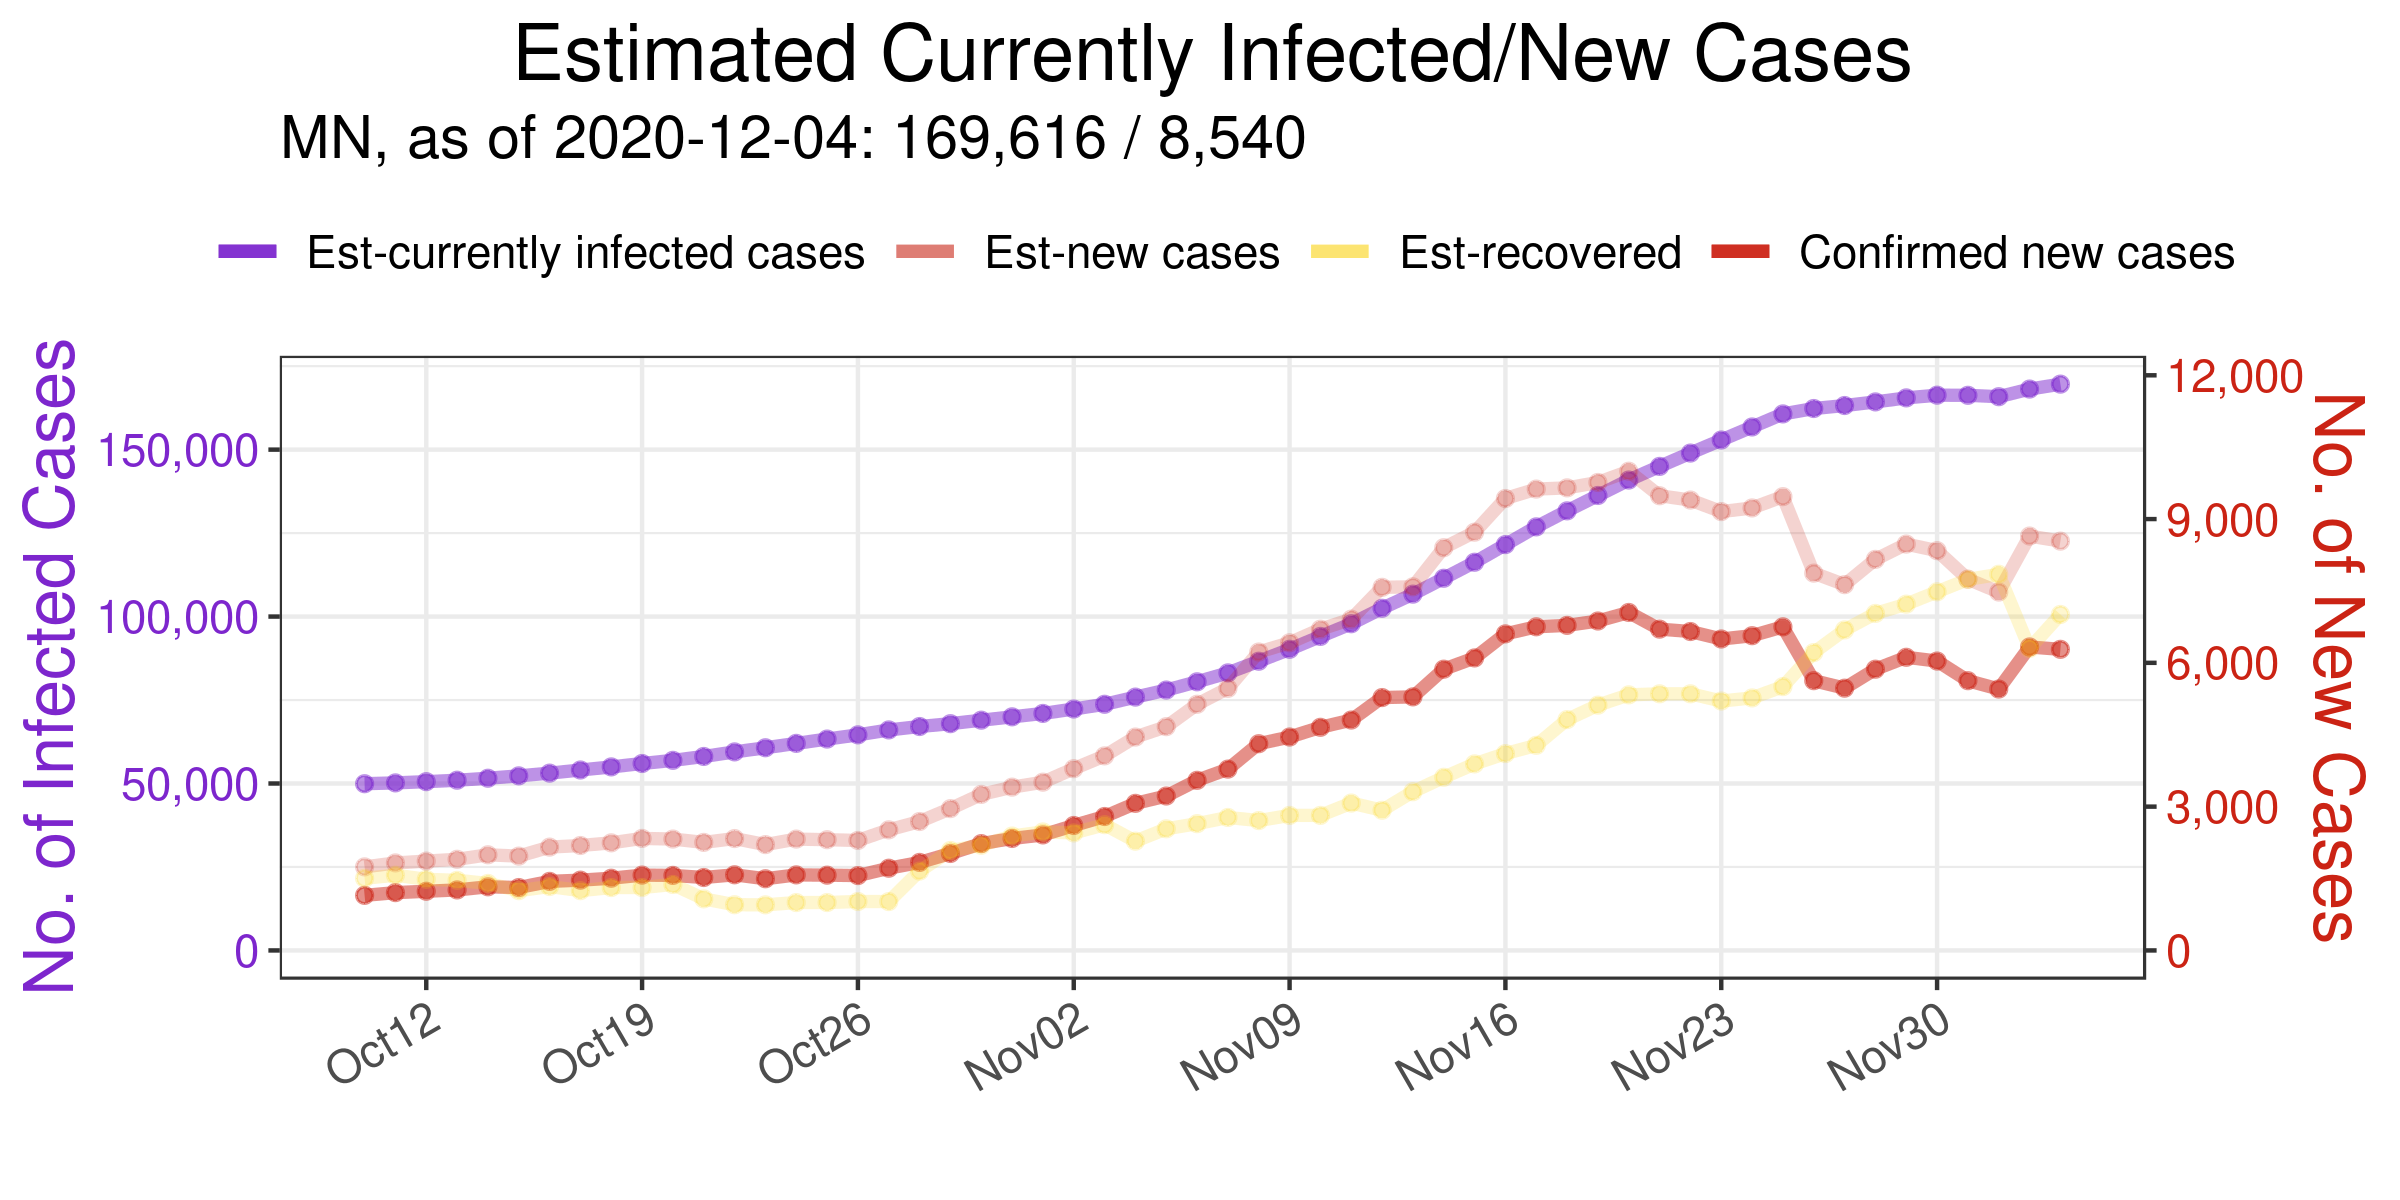 Estimated Currently Infected/New Cases
MN, as of 2020-12-04: 169,616 / 8,540
Est-currently infected cases Est-new cases Est-recovered Confirmed new cases
No. of Infected Cases
150,000
100,000
50,000
0
12,000
9,000
6,000
3,000
0
No. of New Cases
Oct12 Oct19 Oct26 Nov02 Nov09 Nov16 Nov23 Nov30